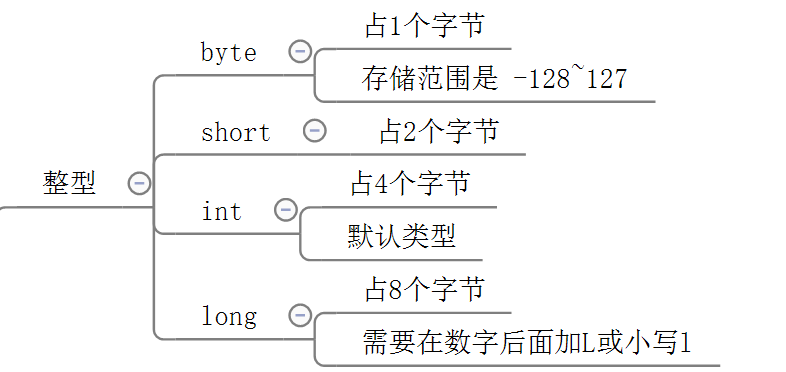 整型
byte
占1个字节
存储范围是 -128~127
short
占2个字节
int
占4个字节
默认类型
long
占8个字节
需要在数字后面加L或小写l